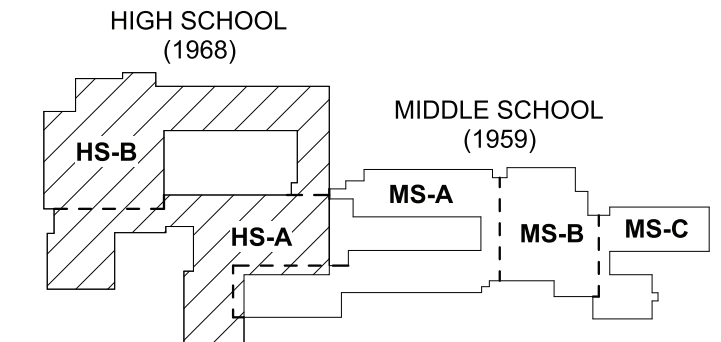 HIGH SCHOOL
(1968)
MIDDLE SCHOOL
(1959)
HS-B
MS-A
HS-A
MS-B
MS-C